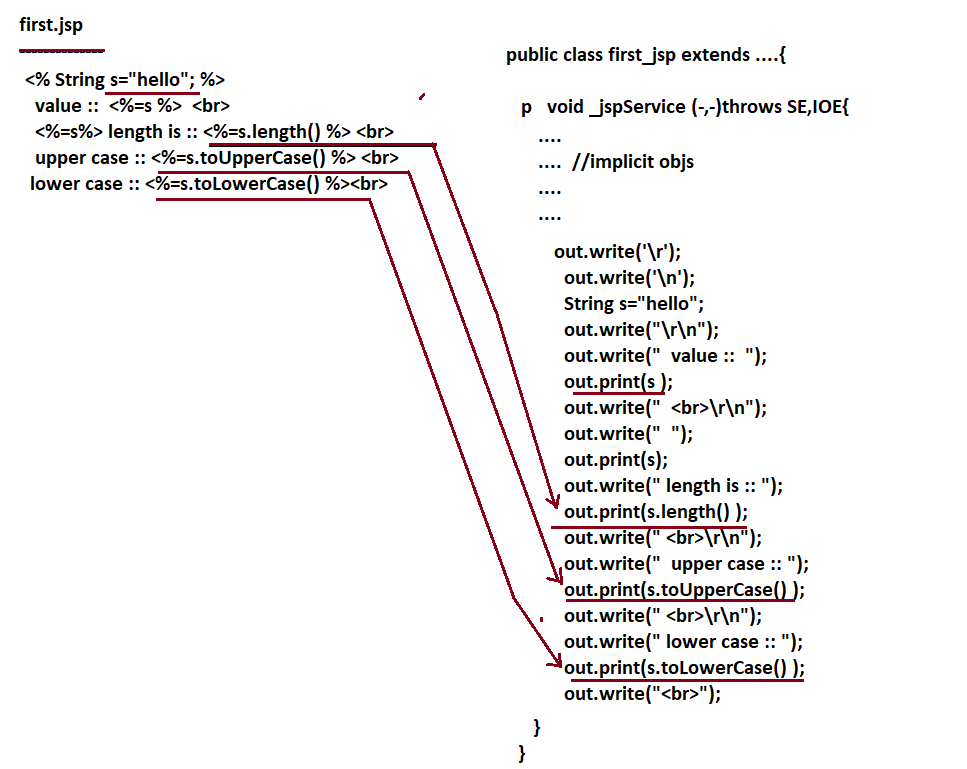 first.jsp
<% String s="hello"; %>
value :: <%=s %> <br>
<%=s%> length is :: <%=s.length() %> <br>
upper case :: <%=s.toUpperCase() %> <br>
lower case :: <%=s.toLowerCase() %><br>
public class first_jsp extends ....{
p void _jspService (-,-)throws SE,IOE{
....
.... //implicit objs
....
....
out.write('\r');
out.write('\n');
String s="hello";
out.write("\r\n");
out.write("  value ::  ");
out.print(s );
out.write("  <br>\r\n");
out.write("  ");
out.print(s);
out.write(" length is :: ");
out.print(s.length() );
out.write(" <br>\r\n");
out.write("  upper case :: ");
out.print(s.toUpperCase() );
out.write(" <br>\r\n");
out.write(" lower case :: ");
out.print(s.toLowerCase() );
out.write("<br>");
}
}